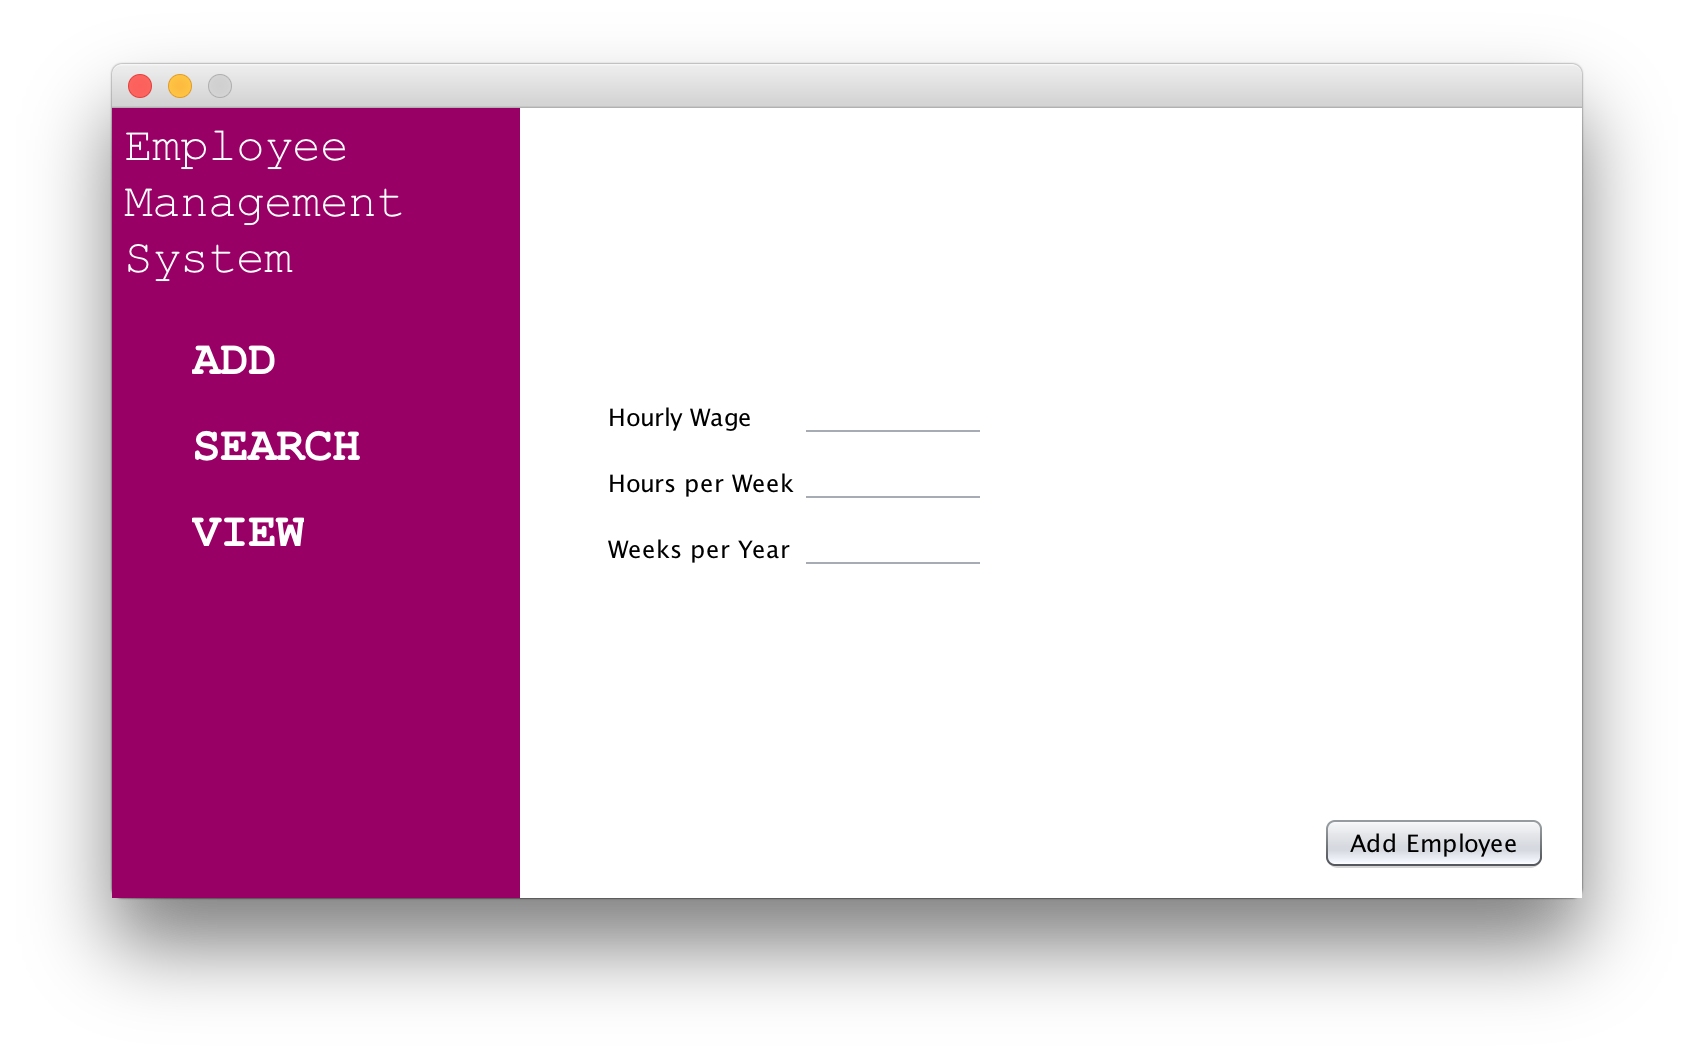 Employee
Management
System
ADD
SEARCH
VIEW
Hourly Wage
Hours per Week
Weeks per Year
Add Employee